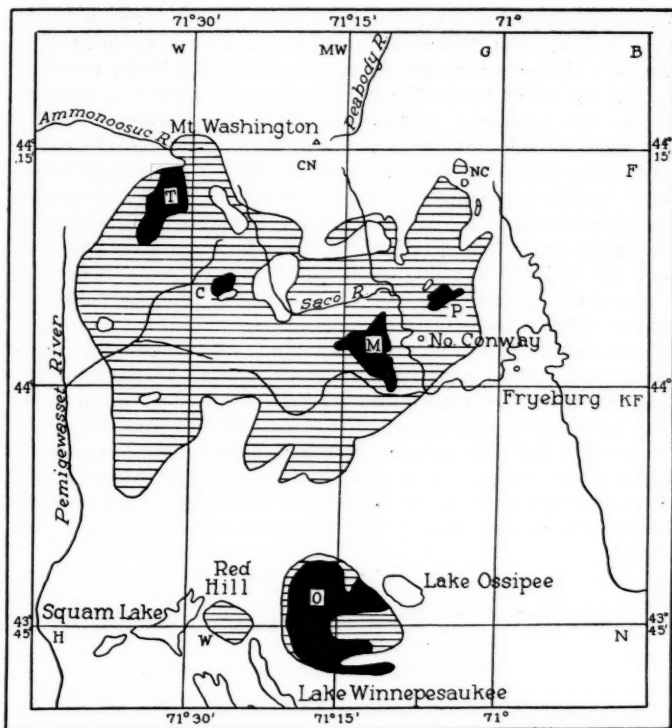 71° 30' 71° 15' 71°
W MW G B
Peabody R.
Ammonoosuc R.
Mt Washington
44° 15' CN 44° 15'
NC F
T
C
Saco R.
P
M
No. Conway
44° 44°
Fryeburg KF
Pemigewasset River
Red Hill
O
Lake Ossipee
Squam Lake
43° 45' H W N 43° 45'
Lake Winnepesaukee
71° 30' 71° 15' 71°